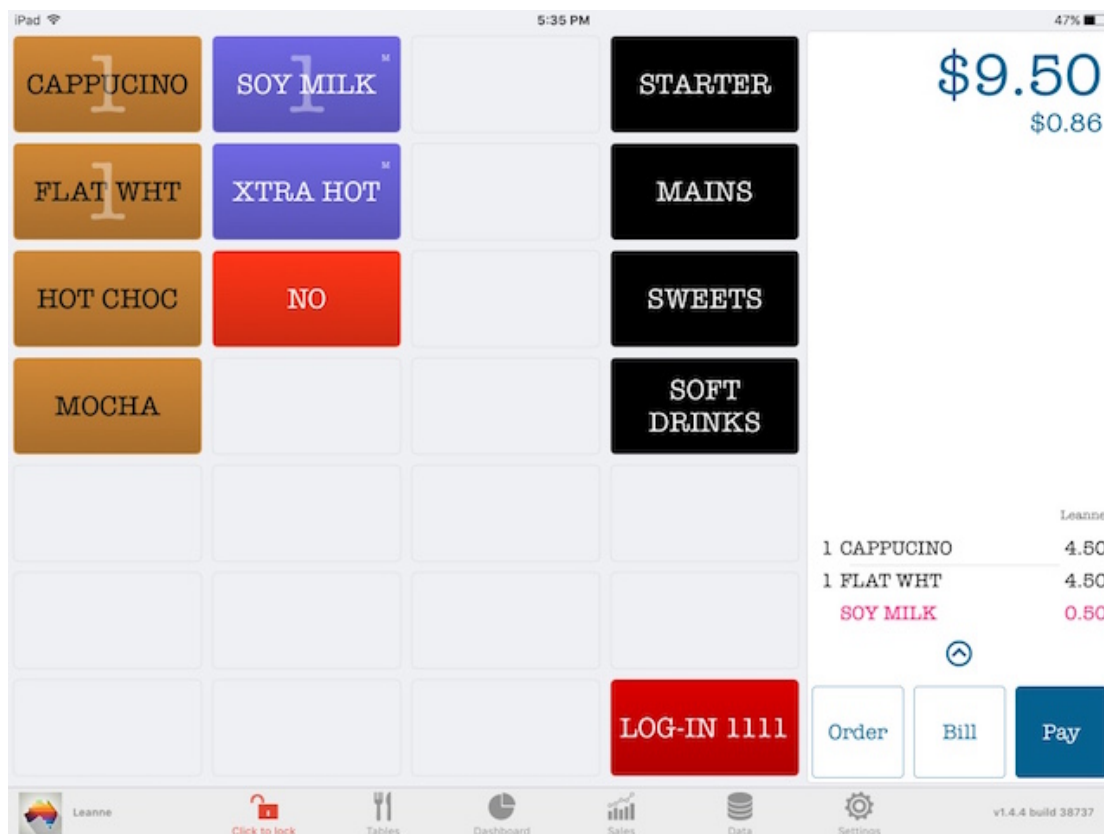 iPad 5:35 PM 47%
CAPPUCINO 1 SOY MILK 1 M STARTER
FLAT WHT 1 XTRA HOT M MAINS
HOT CHOC NO SWEETS
MOCHA SOFT
DRINKS
LOG-IN 1111
$9.50
$0.86
Leanne
1 CAPPUCINO 4.50
1 FLAT WHT 4.50
SOY MILK 0.50
Order Bill Pay
Leanne Click to lock Tables Dashboard Sales Data Settings v1.4.4 build 38737